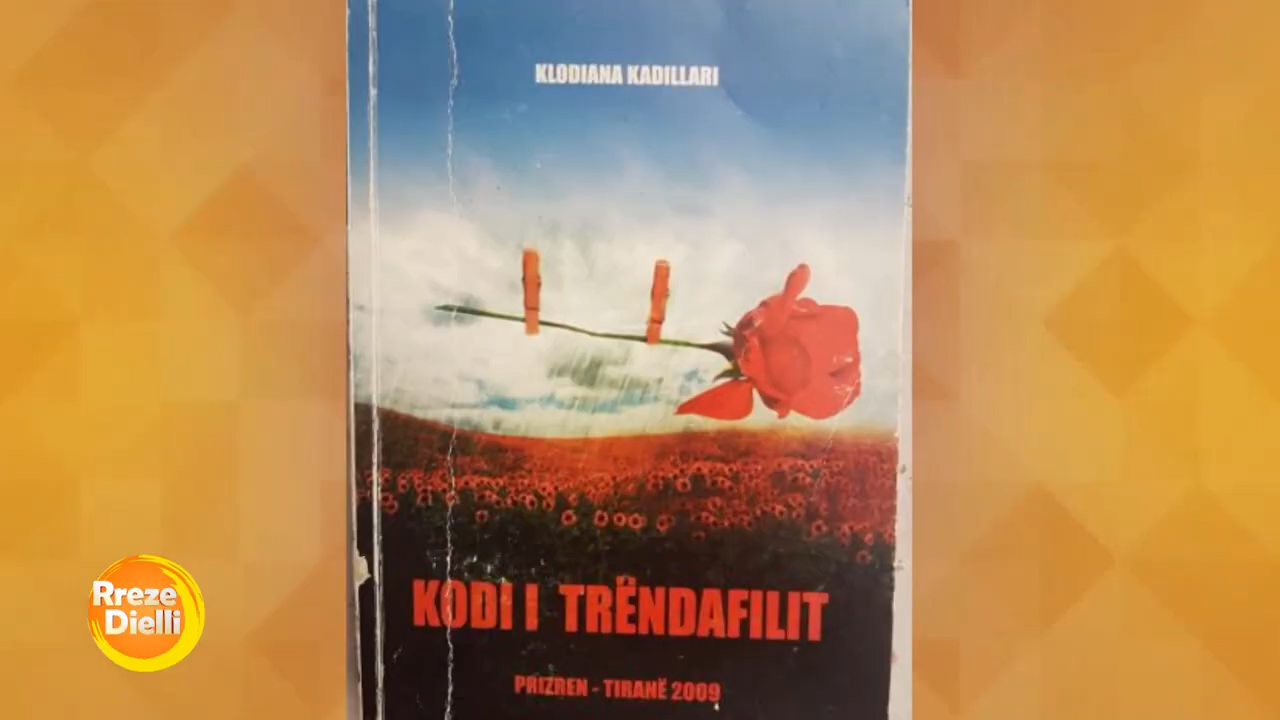 KLODIANA KADILLARI
KODI I TRËNDAFILIT
PRIZREN - TIRANË 2009
Rreze
Dielli